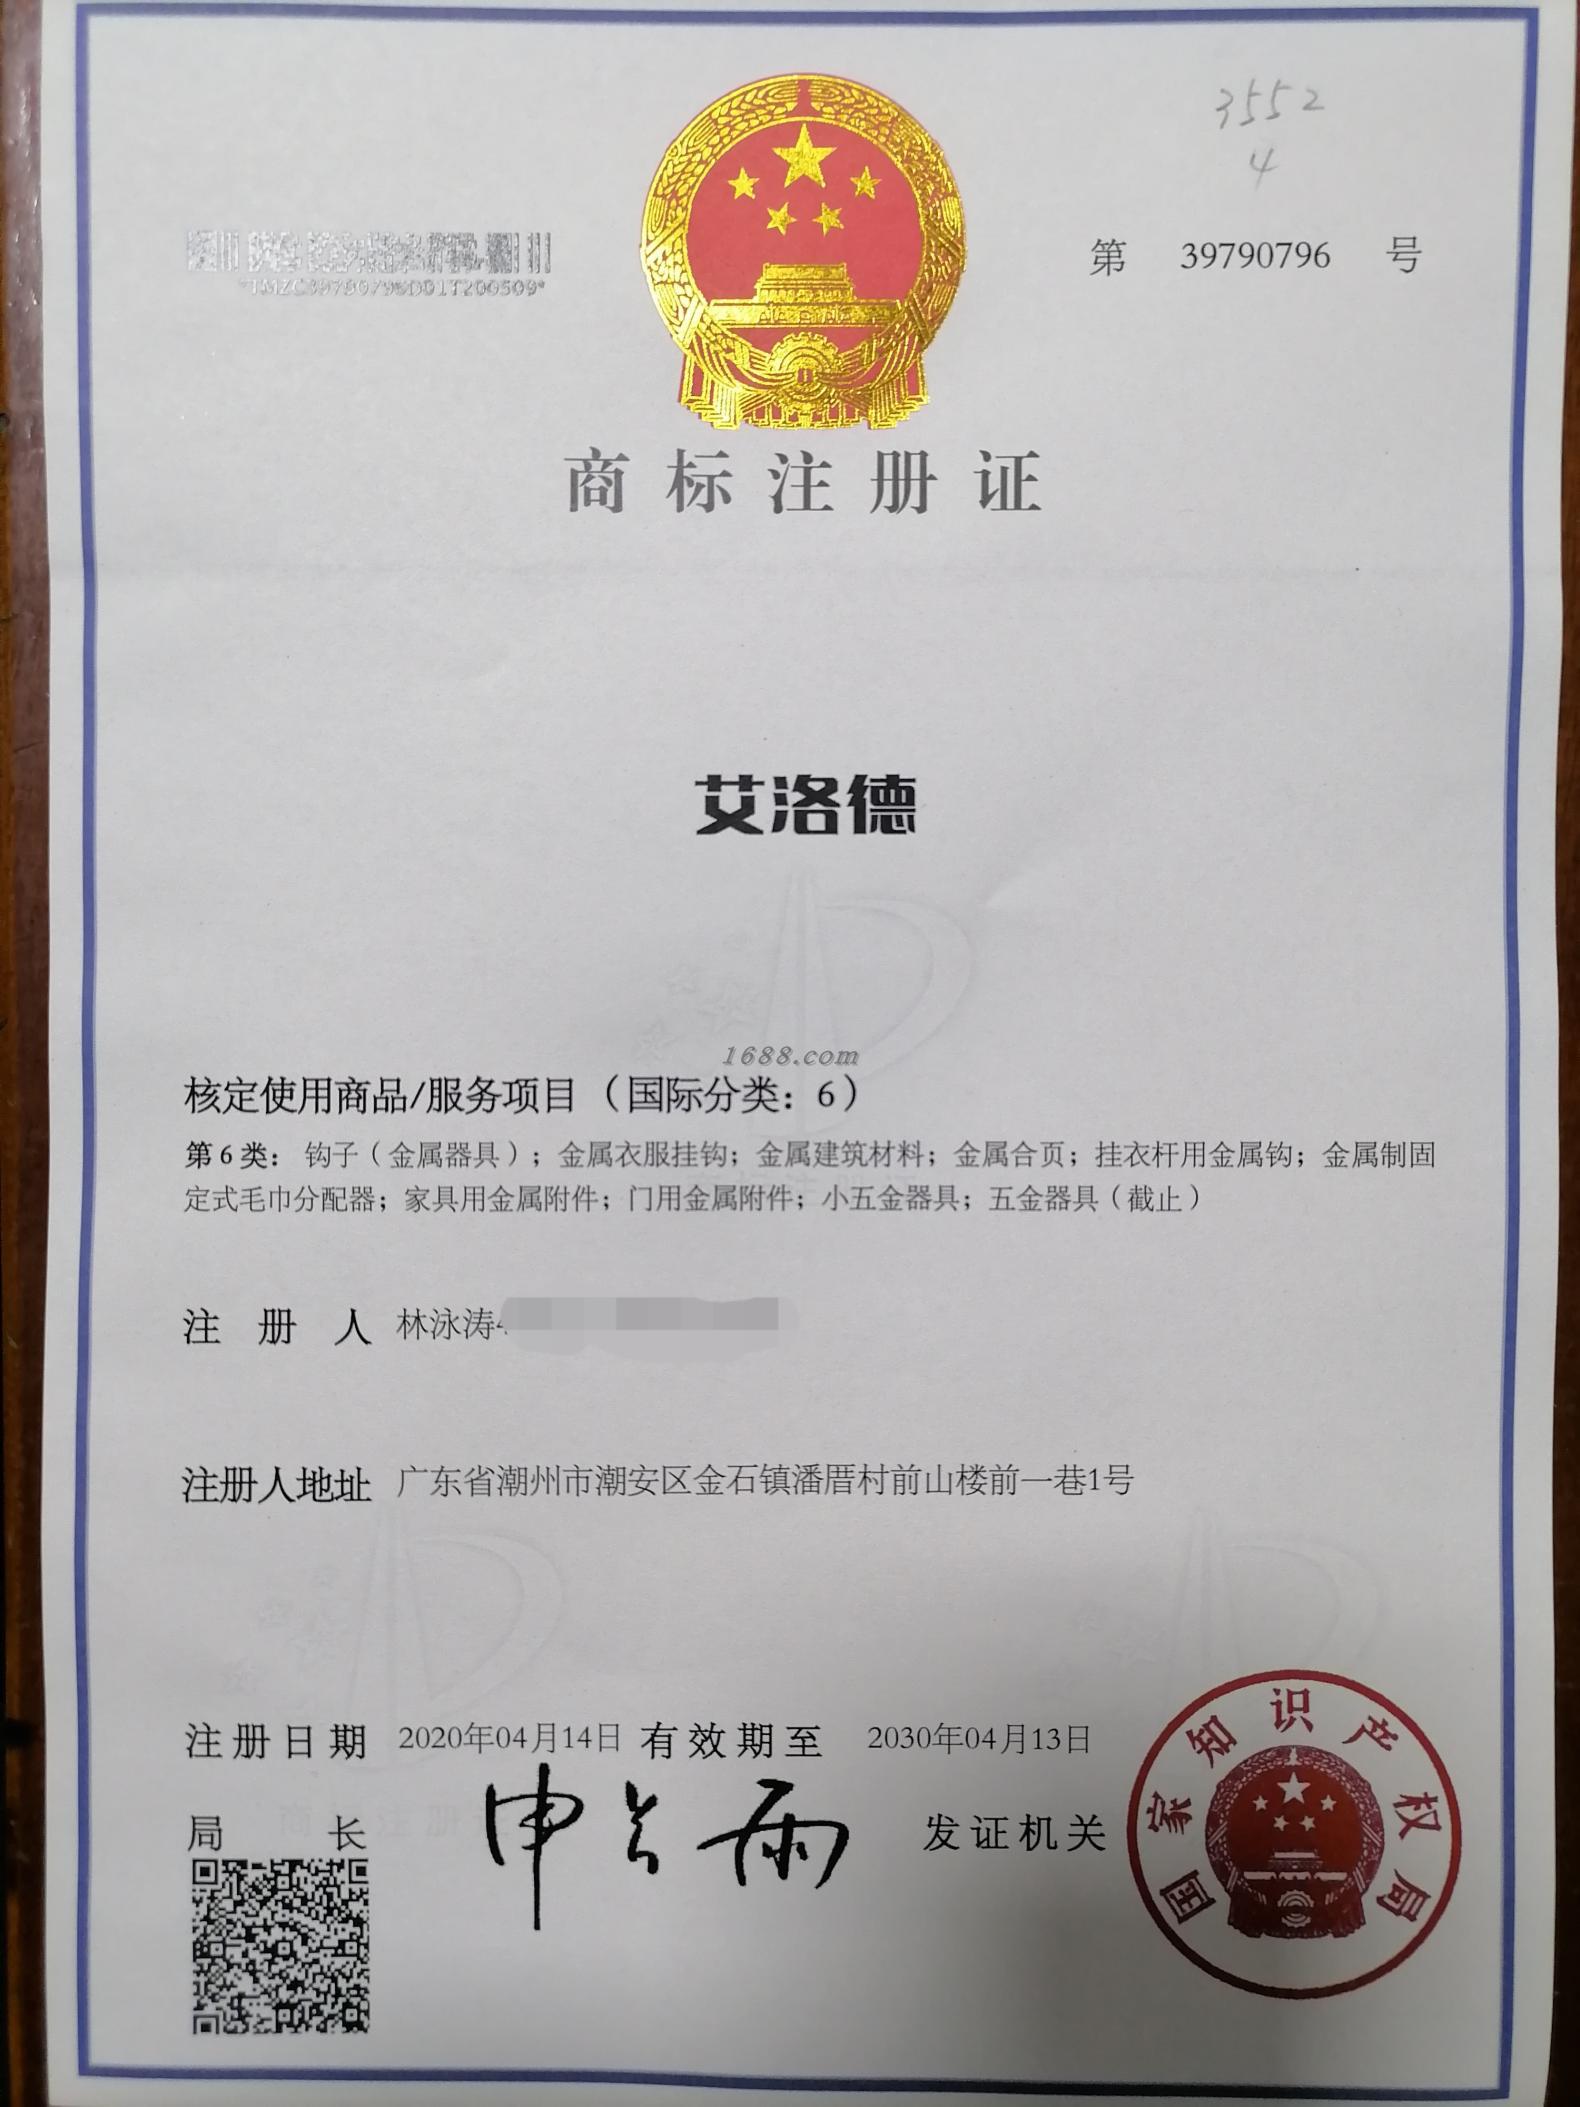 3552
4
第 39790796 号
*TMZC39790796D01T200509*
商标注册证
艾洛德
1688.com
核定使用商品/服务项目（国际分类：6）
第6类：钩子（金属器具）；金属衣服挂钩；金属建筑材料；金属合页；挂衣杆用金属钩；金属制固
定式毛巾分配器；家具用金属附件；门用金属附件；小五金器具；五金器具（截止）
注册人 林泳涛
注册人地址 广东省潮州市潮安区金石镇潘厝村前山楼前一巷1号
注册日期 2020年04月14日 有效期至 2030年04月13日
局长 申长雨 发证机关
国家知识产权局